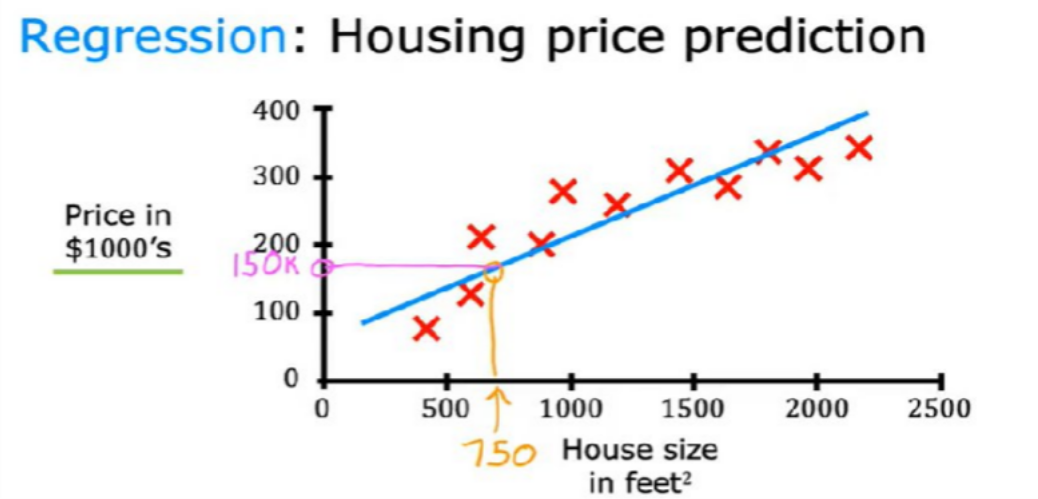 Regression: Housing price prediction
400
300
Price in
$1000's
200
150K
100
0
0 500 1000 1500 2000 2500
750
House size
in feet²